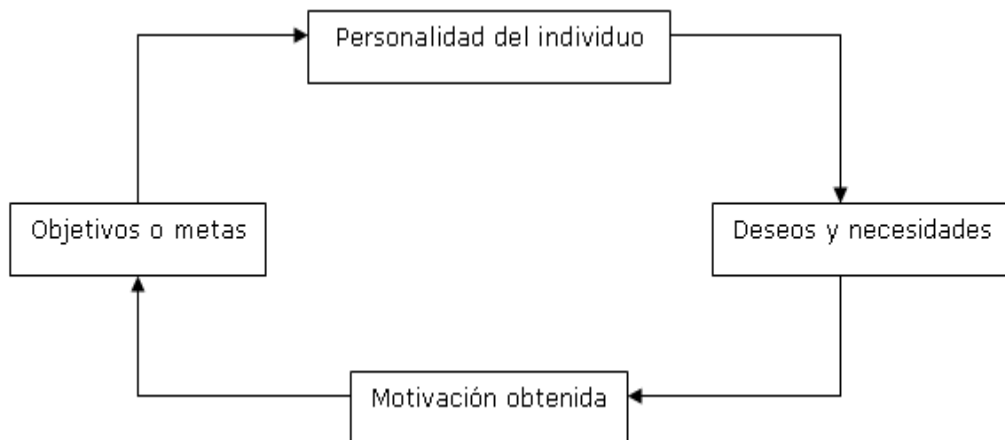 Personalidad del individuo
Objetivos o metas
Deseos y necesidades
Motivación obtenida